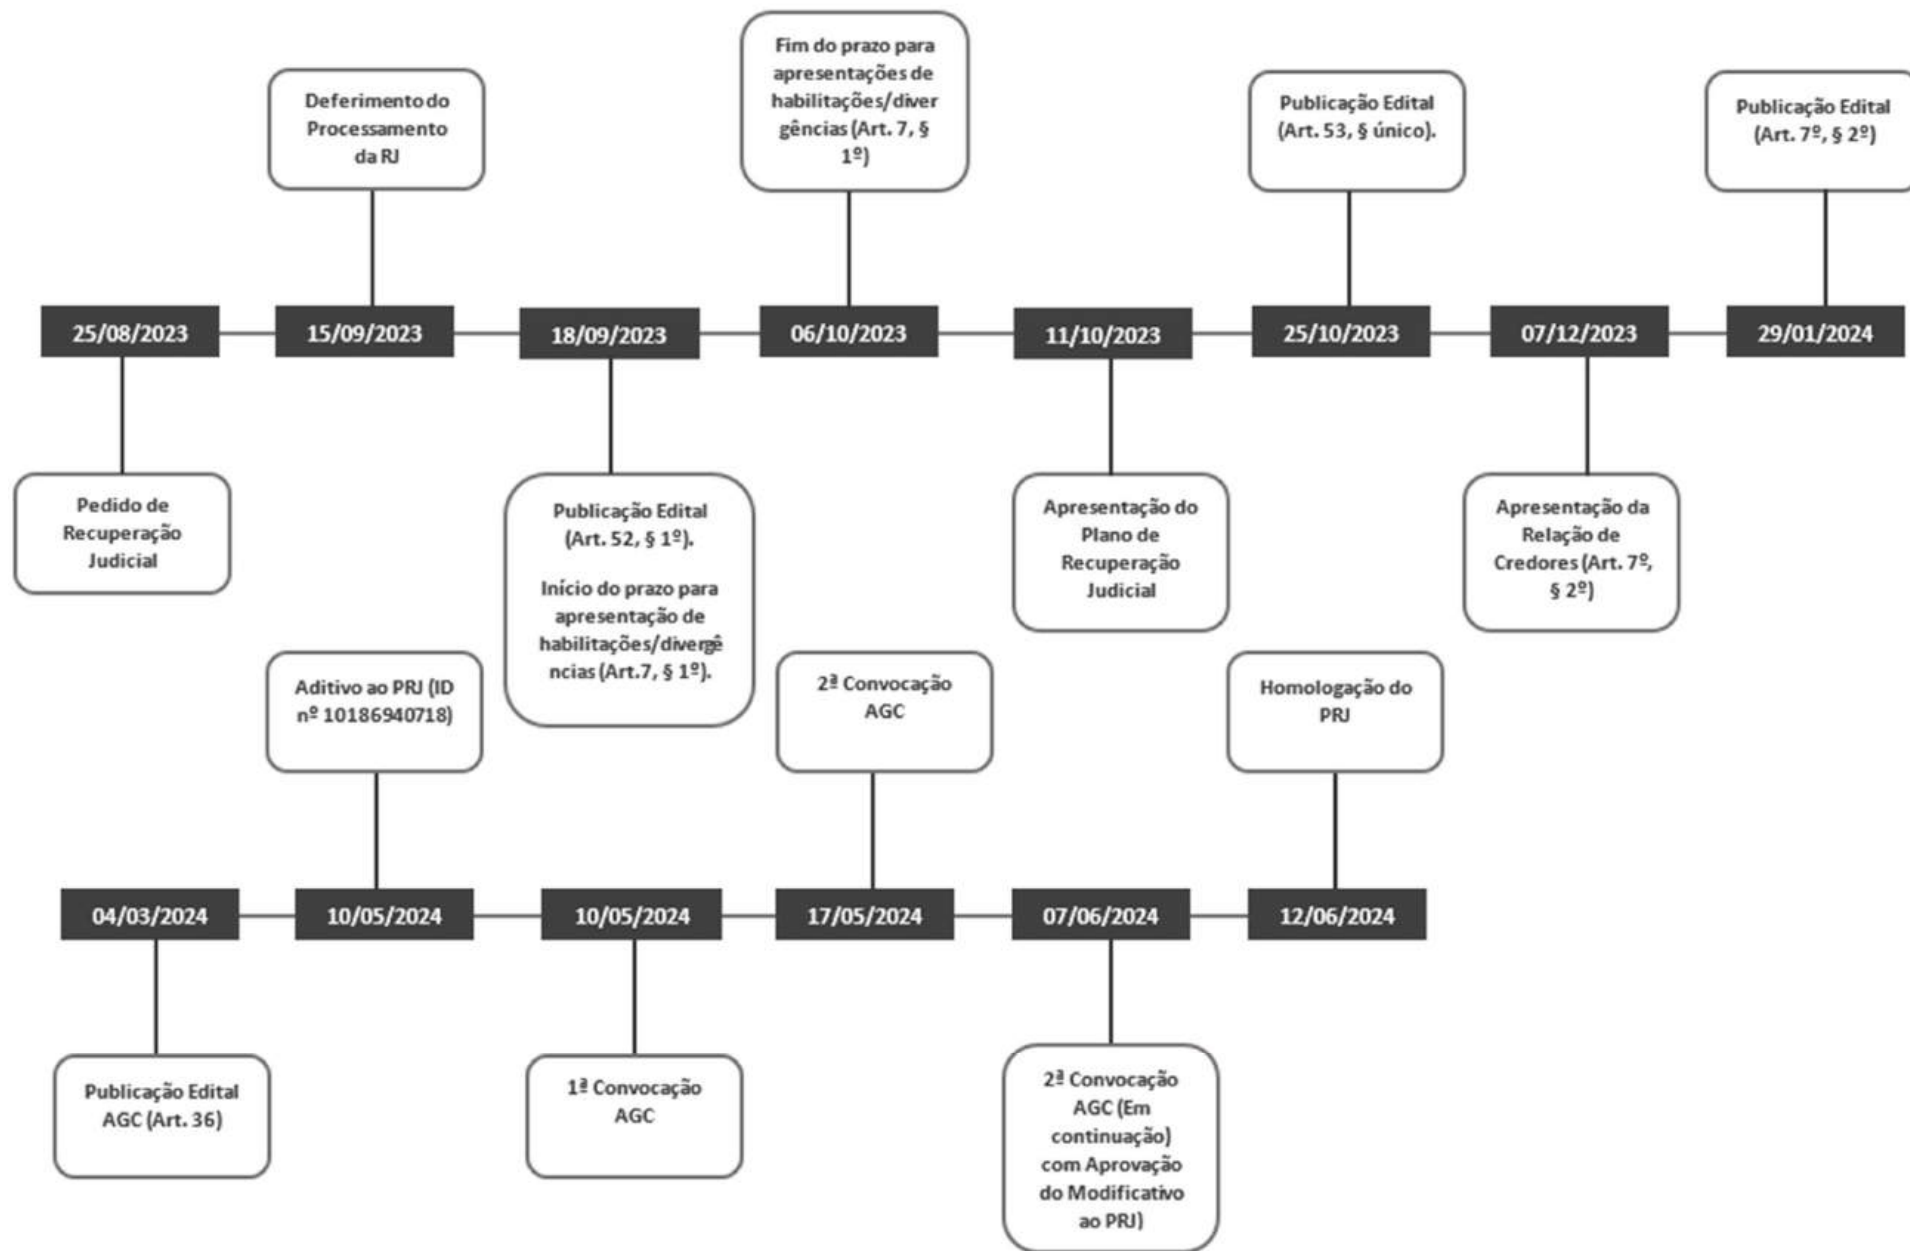 Fim do prazo para
apresentações de
habilitações/diver
gências (Art. 7, §
1º)
Deferimento do
Processamento
da RJ
Publicação Edital
(Art. 53, § único).
Publicação Edital
(Art. 7º, § 2º)
25/08/2023
15/09/2023
18/09/2023
06/10/2023
11/10/2023
25/10/2023
07/12/2023
29/01/2024
Pedido de
Recuperação
Judicial
Publicação Edital
(Art. 52, § 1º).
Início do prazo para
apresentação de
habilitações/divergê
ncias (Art.7, § 1º).
Apresentação do
Plano de
Recuperação
Judicial
Apresentação da
Relação de
Credores (Art. 7º,
§ 2º)
Aditivo ao PRJ (ID
nº 10186940718)
2ª Convocação
AGC
Homologação do
PRJ
04/03/2024
10/05/2024
10/05/2024
17/05/2024
07/06/2024
12/06/2024
Publicação Edital
AGC (Art. 36)
1ª Convocação
AGC
2ª Convocação
AGC (Em
continuação)
com Aprovação
do Modificativo
ao PRJ)